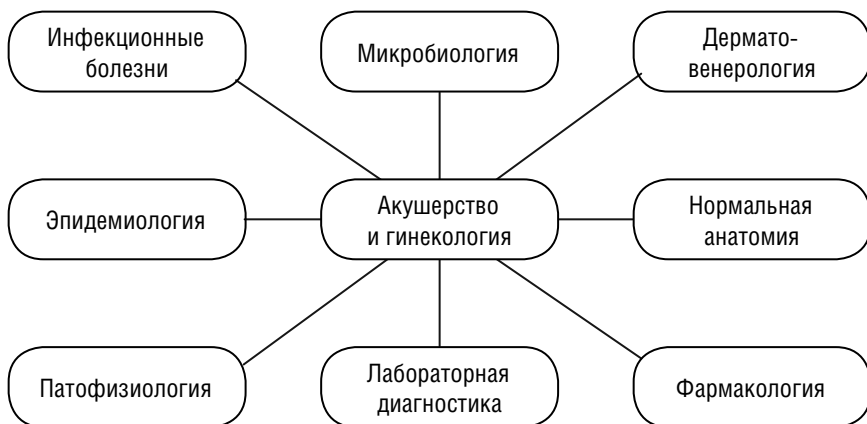 Инфекционные
болезни
Микробиология
Дермато-
венерология
Эпидемиология
Акушерство
и гинекология
Нормальная
анатомия
Патофизиология
Лабораторная
диагностика
Фармакология